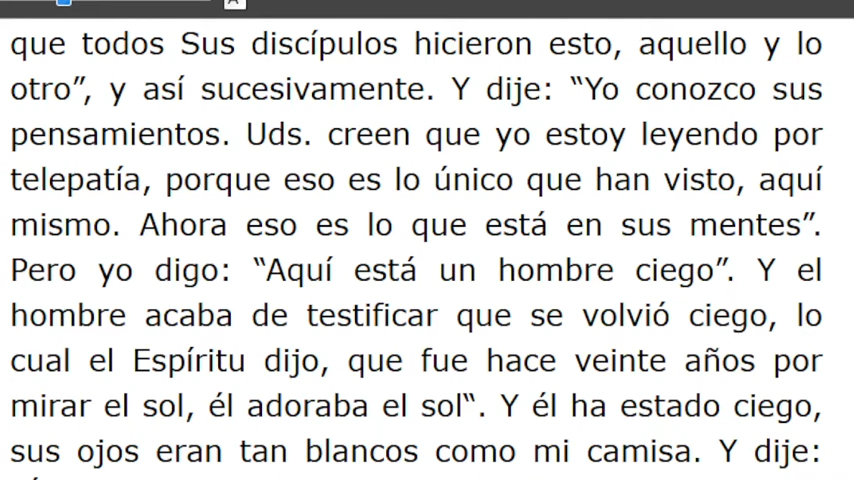 que todos Sus discípulos hicieron esto, aquello y lo
otro”, y así sucesivamente. Y dije: “Yo conozco sus
pensamientos. Uds. creen que yo estoy leyendo por
telepatía, porque eso es lo único que han visto, aquí
mismo. Ahora eso es lo que está en sus mentes”.
Pero yo digo: “Aquí está un hombre ciego”. Y el
hombre acaba de testificar que se volvió ciego, lo
cual el Espíritu dijo, que fue hace veinte años por
mirar el sol, él adoraba el sol“. Y él ha estado ciego,
sus ojos eran tan blancos como mi camisa. Y dije: